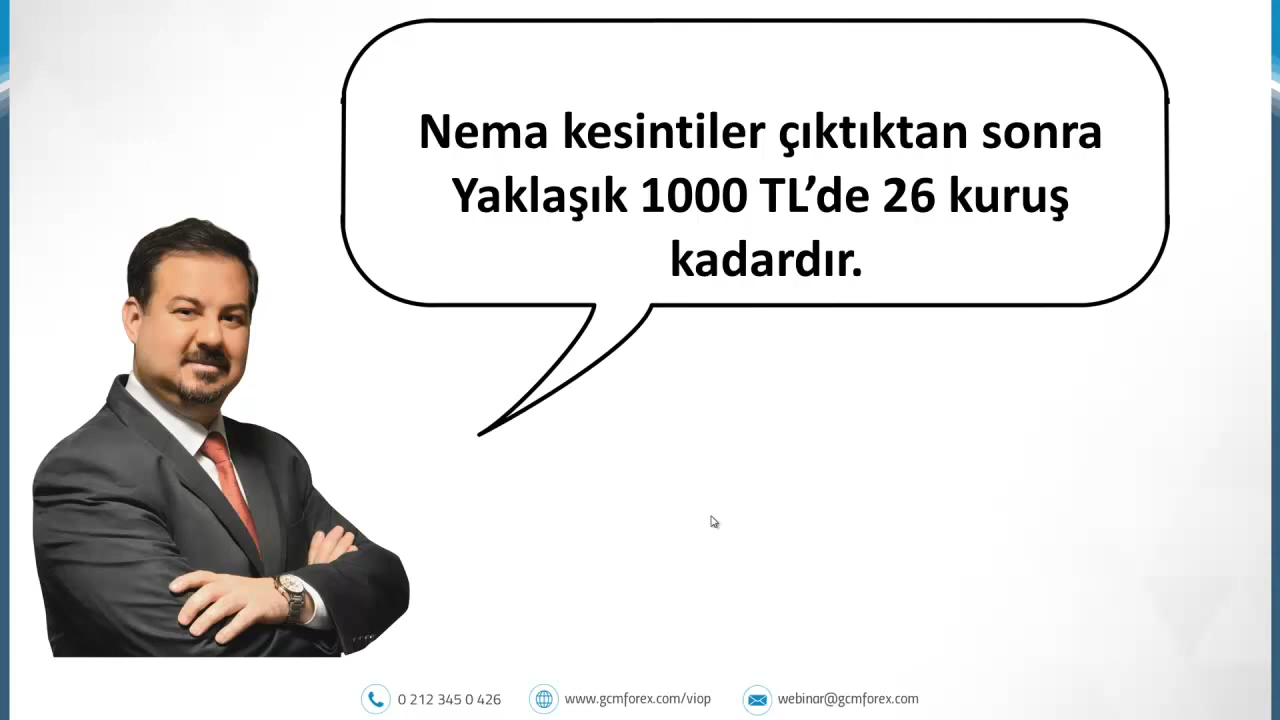 Nema kesintiler çıktıktan sonra
Yaklaşık 1000 TL’de 26 kuruş
kadardır.
0 212 345 0 426 www.gcmforex.com/viop webinar@gcmforex.com